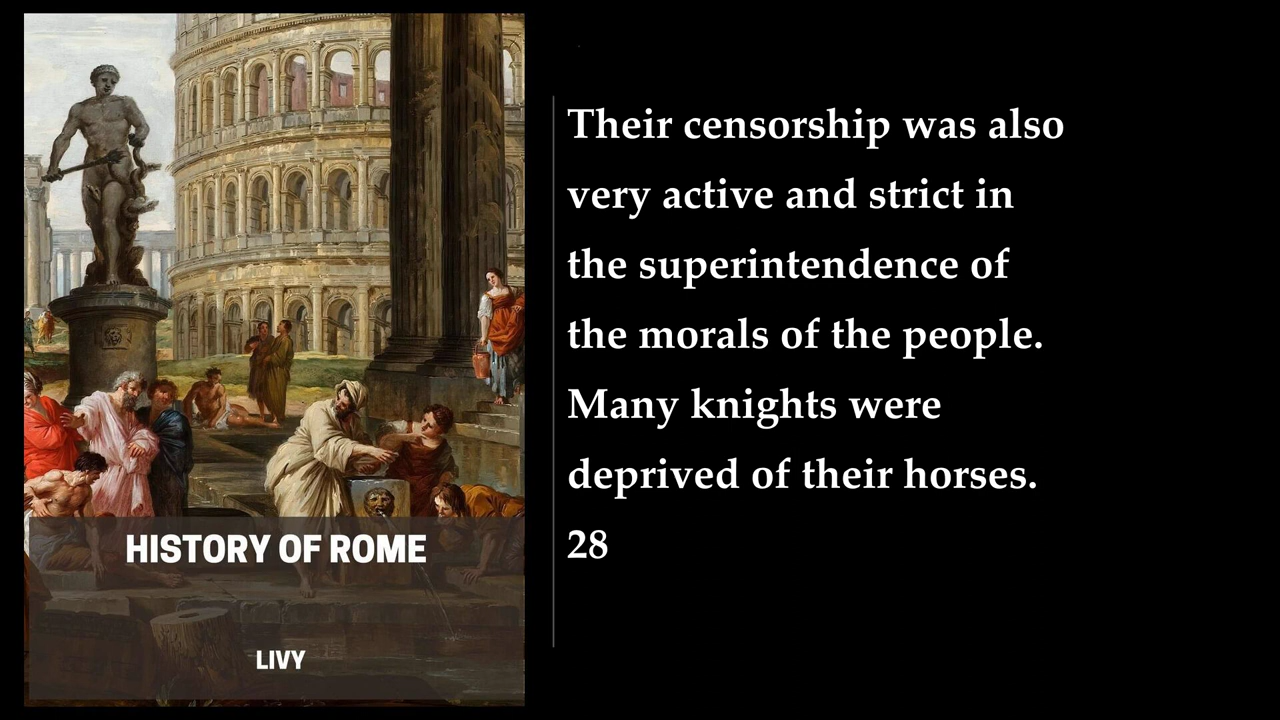 HISTORY OF ROME
LIVY
Their censorship was also
very active and strict in
the superintendence of
the morals of the people.
Many knights were
deprived of their horses.
28